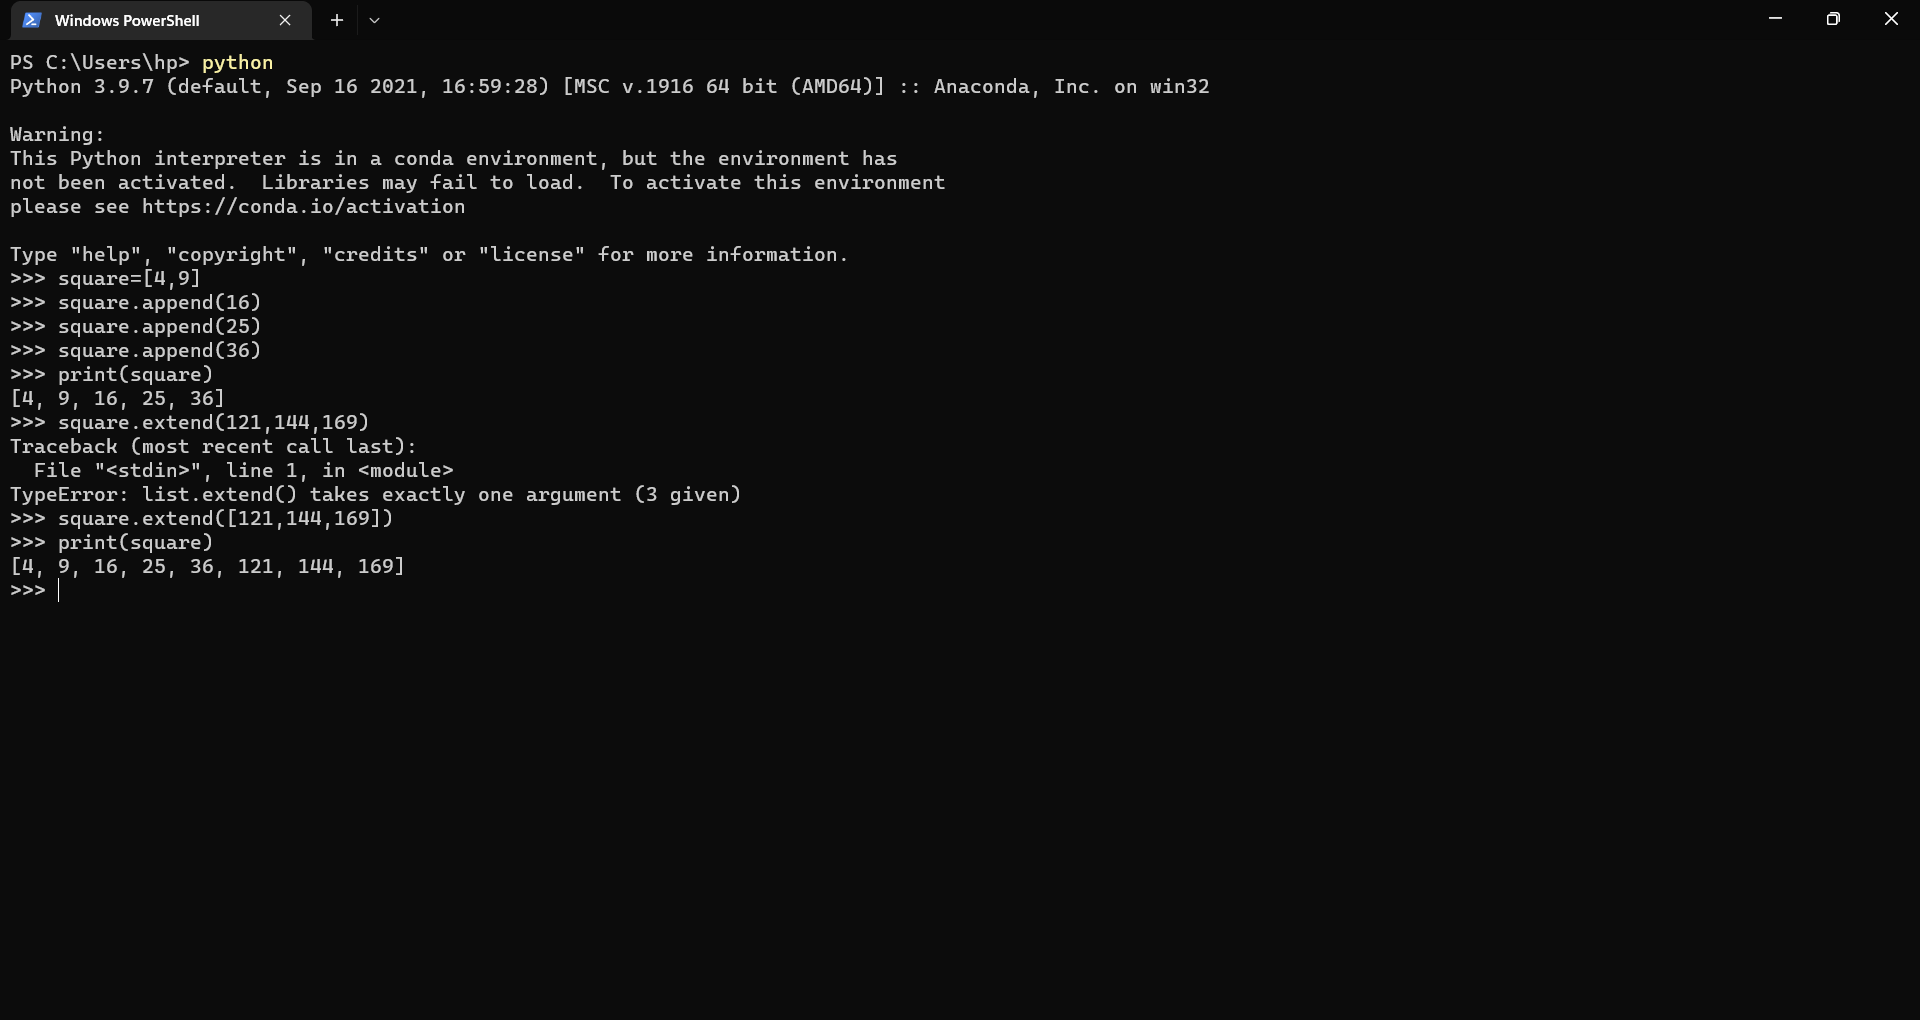 Windows PowerShell
PS C:\Users\hp> python
Python 3.9.7 (default, Sep 16 2021, 16:59:28) [MSC v.1916 64 bit (AMD64)] :: Anaconda, Inc. on win32

Warning:
This Python interpreter is in a conda environment, but the environment has
not been activated.  Libraries may fail to load.  To activate this environment
please see https://conda.io/activation

Type "help", "copyright", "credits" or "license" for more information.
>>> square=[4,9]
>>> square.append(16)
>>> square.append(25)
>>> square.append(36)
>>> print(square)
[4, 9, 16, 25, 36]
>>> square.extend(121,144,169)
Traceback (most recent call last):
  File "<stdin>", line 1, in <module>
TypeError: list.extend() takes exactly one argument (3 given)
>>> square.extend([121,144,169])
>>> print(square)
[4, 9, 16, 25, 36, 121, 144, 169]
>>>